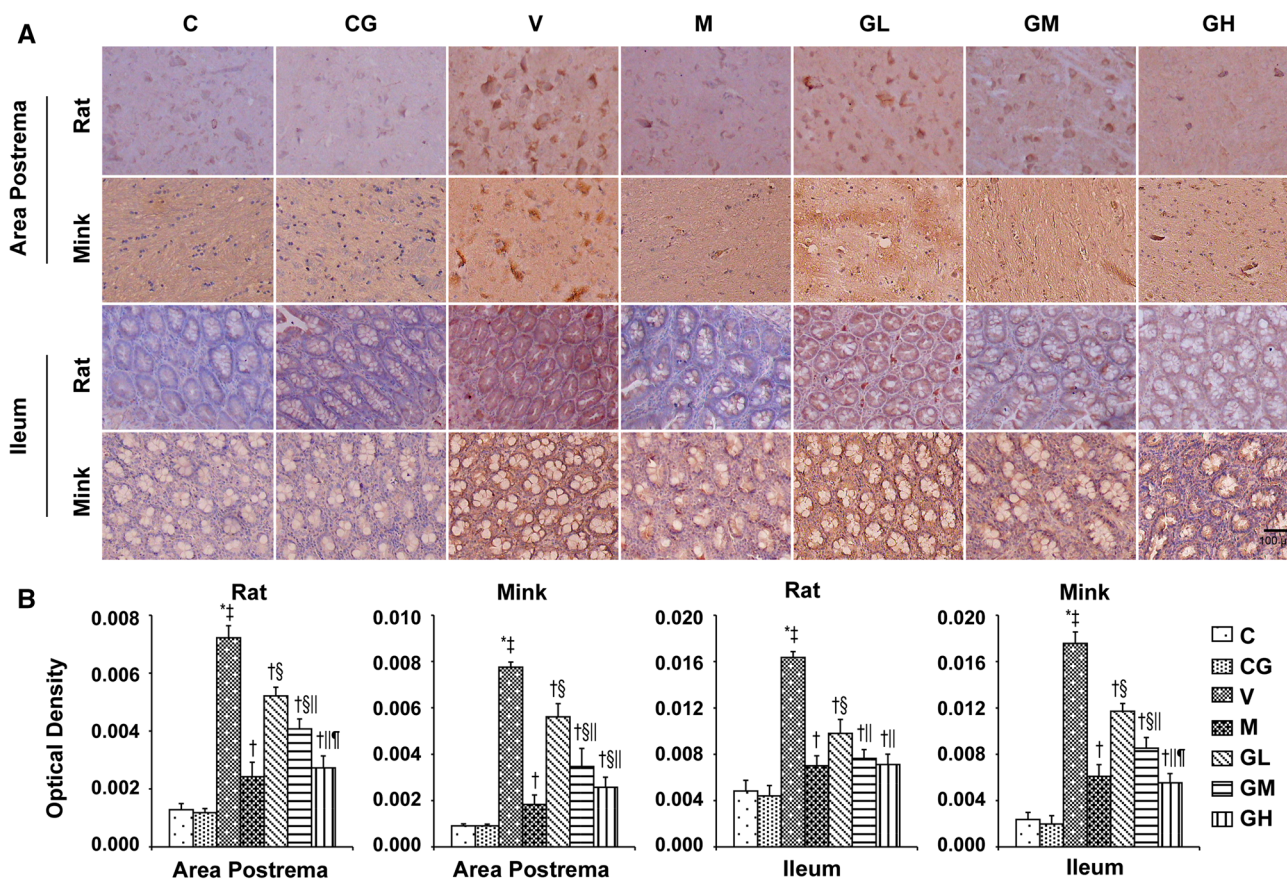 A
C CG V M GL GM GH
Area Postrema
Rat
Mink
Ileum
Rat
Mink
B
Rat Mink Rat Mink
Optical Density
0.008
0.006
0.004
0.002
0.000
*‡
†
†§
†§||
†||¶
Area Postrema
0.010
0.008
0.006
0.004
0.002
0.000
*‡
†
†§
†§||
†§||
Area Postrema
0.020
0.016
0.012
0.008
0.004
0.000
*‡
†
†§
†||
†||
Ileum
0.020
0.016
0.012
0.008
0.004
0.000
*‡
†
†§
†§||
†||¶
Ileum
C
CG
V
M
GL
GM
GH